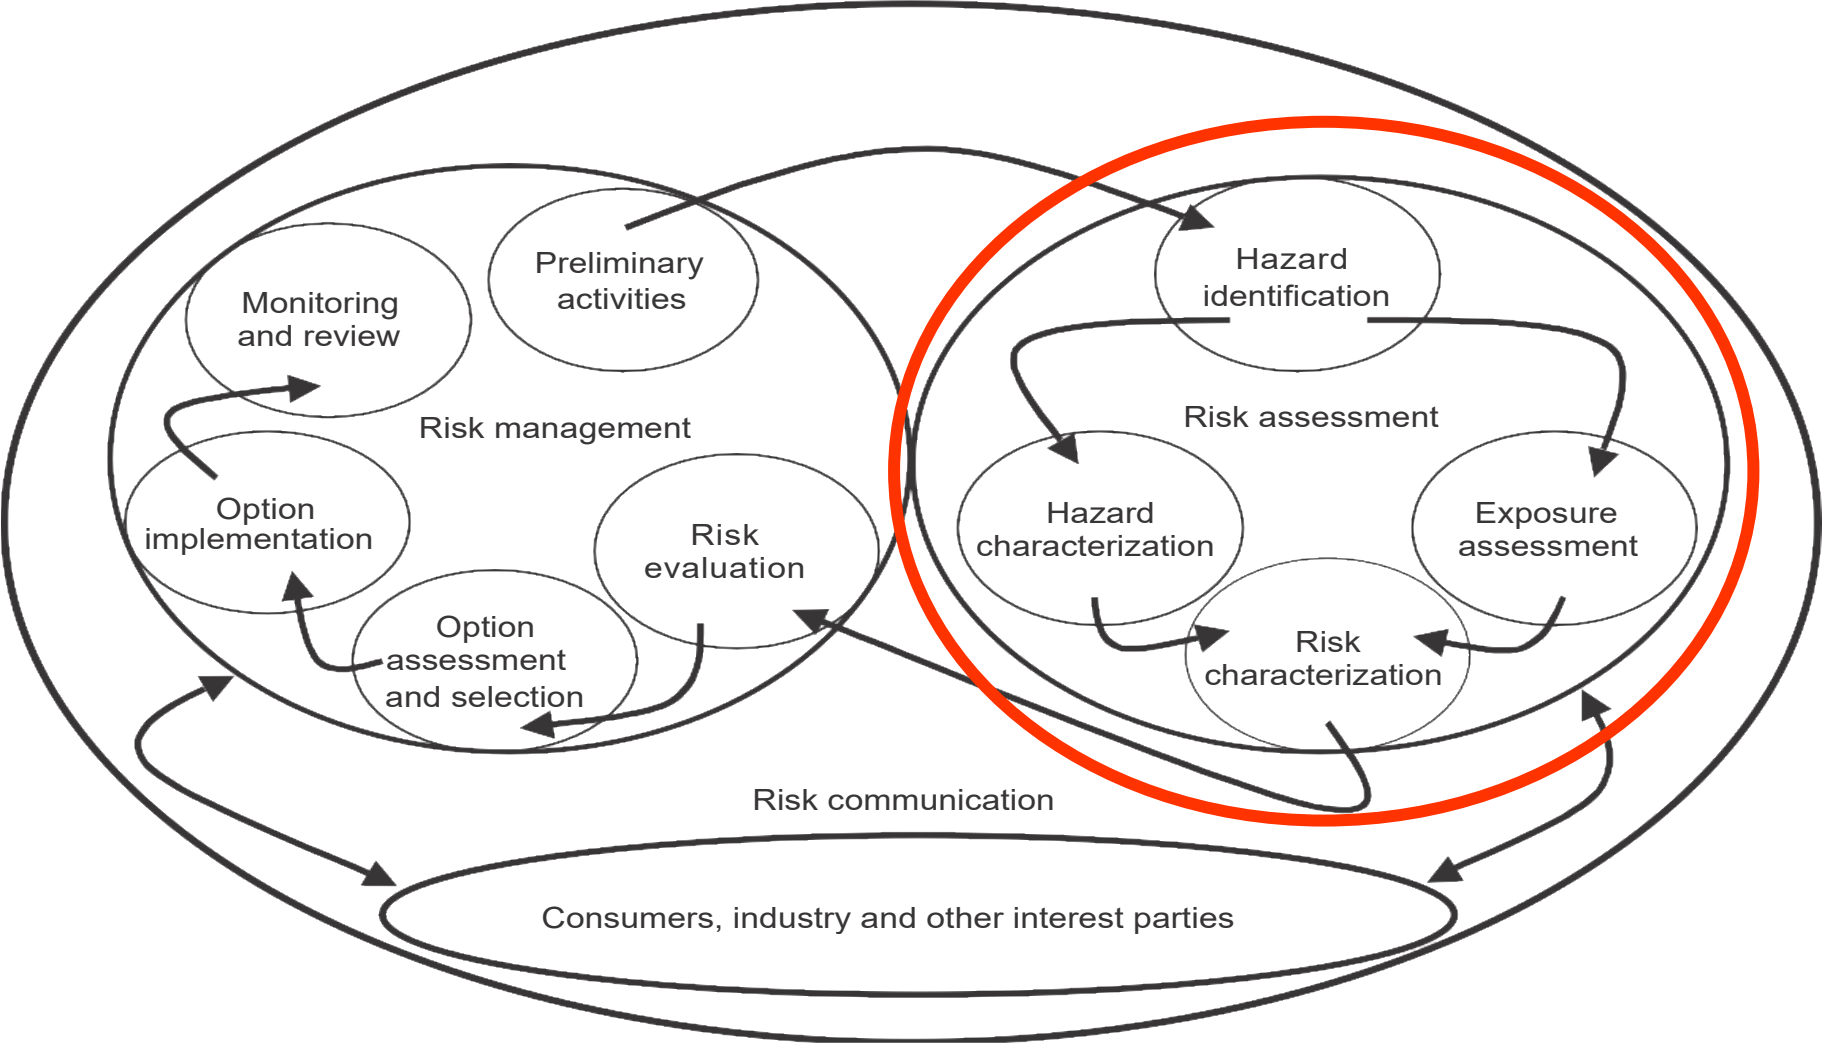 Preliminary
activities
Monitoring
and review
Risk management
Option
implementation
Risk
evaluation
Option
assessment
and selection
Hazard
identification
Risk assessment
Hazard
characterization
Exposure
assessment
Risk
characterization
Risk communication
Consumers, industry and other interest parties